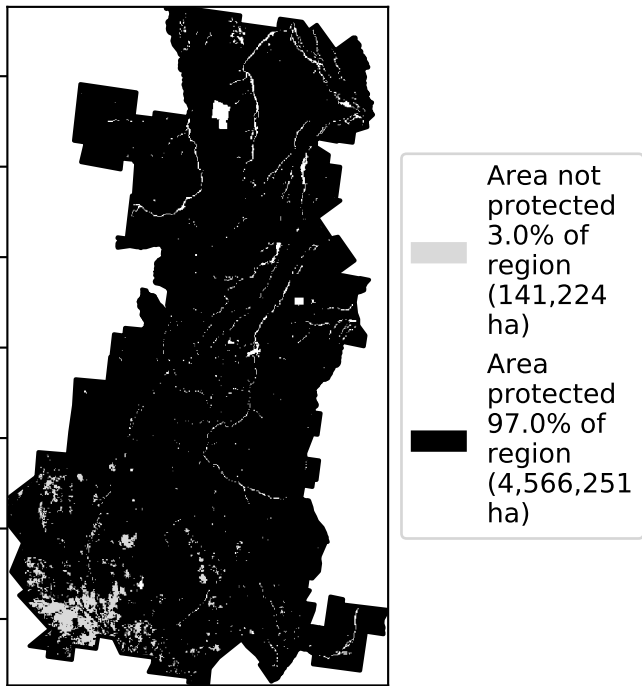 Area not
protected
3.0% of
region
(141,224
ha)
Area
protected
97.0% of
region
(4,566,251
ha)